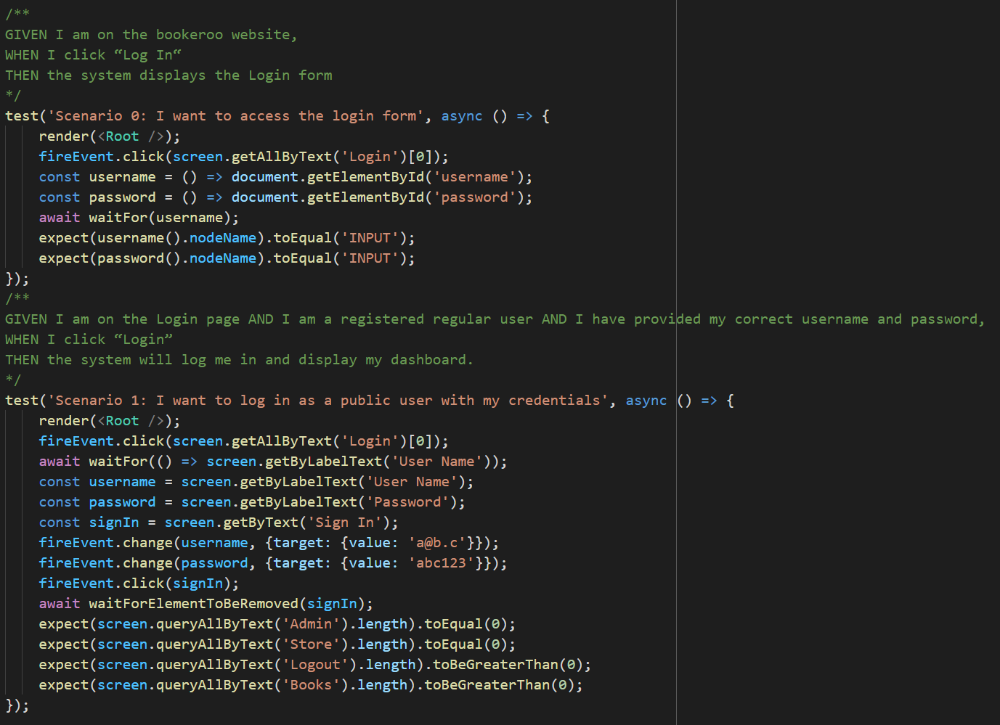 /**
GIVEN I am on the bookeroo website,
WHEN I click “Log In“
THEN the system displays the Login form
*/
test('Scenario 0: I want to access the login form', async () => {
    render(<Root />);
    fireEvent.click(screen.getAllByText('Login')[0]);
    const username = () => document.getElementById('username');
    const password = () => document.getElementById('password');
    await waitFor(username);
    expect(username().nodeName).toEqual('INPUT');
    expect(password().nodeName).toEqual('INPUT');
});
/**
GIVEN I am on the Login page AND I am a registered regular user AND I have provided my correct username and password,
WHEN I click “Login”
THEN the system will log me in and display my dashboard.
*/
test('Scenario 1: I want to log in as a public user with my credentials', async () => {
    render(<Root />);
    fireEvent.click(screen.getAllByText('Login')[0]);
    await waitFor(() => screen.getByLabelText('User Name'));
    const username = screen.getByLabelText('User Name');
    const password = screen.getByLabelText('Password');
    const signIn = screen.getByText('Sign In');
    fireEvent.change(username, {target: {value: 'a@b.c'}});
    fireEvent.change(password, {target: {value: 'abc123'}});
    fireEvent.click(signIn);
    await waitForElementToBeRemoved(signIn);
    expect(screen.queryAllByText('Admin').length).toEqual(0);
    expect(screen.queryAllByText('Store').length).toEqual(0);
    expect(screen.queryAllByText('Logout').length).toBeGreaterThan(0);
    expect(screen.queryAllByText('Books').length).toBeGreaterThan(0);
});